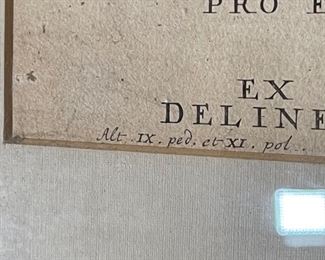 PRO E
EX
DELINE
Alt. IX. ped. et XI. pol..